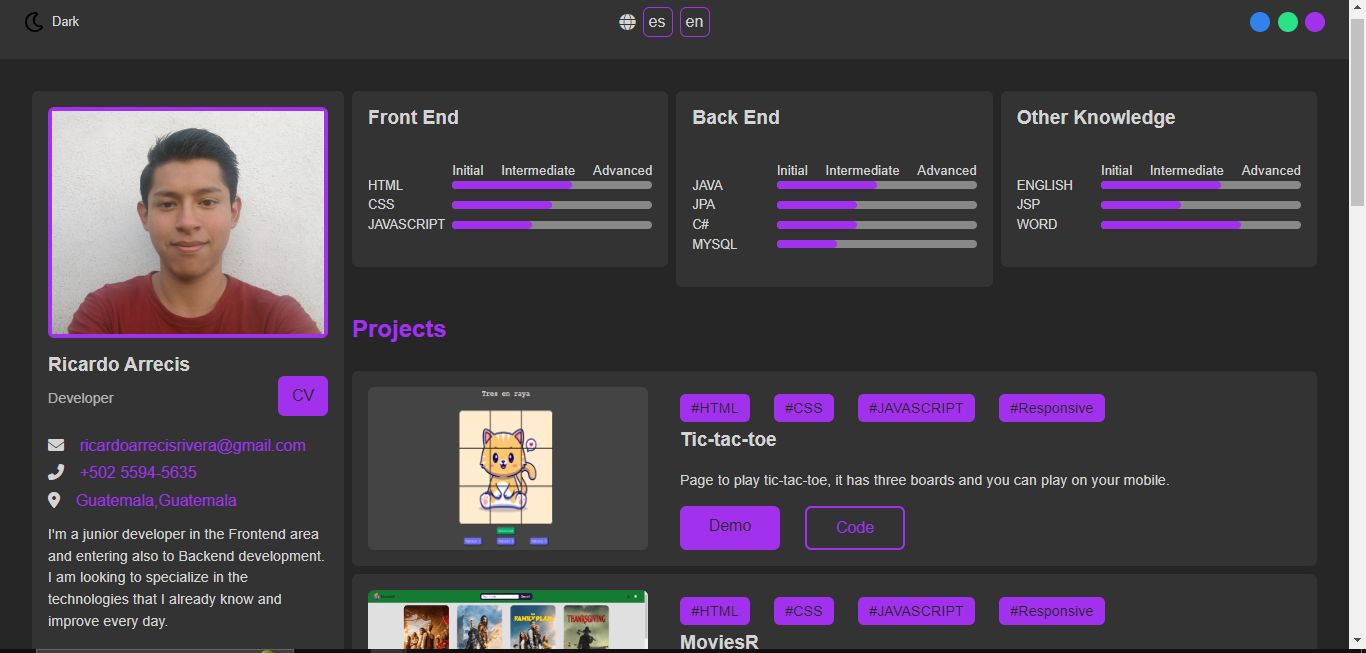 Dark
es en
Ricardo Arrecis
Developer
CV
ricardoarrecisrivera@gmail.com
+502 5594-5635
Guatemala,Guatemala
I'm a junior developer in the Frontend area
and entering also to Backend development.
I am looking to specialize in the
technologies that I already know and
improve every day.
Front End
Initial Intermediate Advanced
HTML
CSS
JAVASCRIPT
Back End
Initial Intermediate Advanced
JAVA
JPA
C#
MYSQL
Other Knowledge
Initial Intermediate Advanced
ENGLISH
JSP
WORD
Projects
Tres en raya
#HTML #CSS #JAVASCRIPT #Responsive
Tic-tac-toe
Page to play tic-tac-toe, it has three boards and you can play on your mobile.
Demo Code
FAMILY PLAN
THANKSGIVING
#HTML #CSS #JAVASCRIPT #Responsive
MoviesR